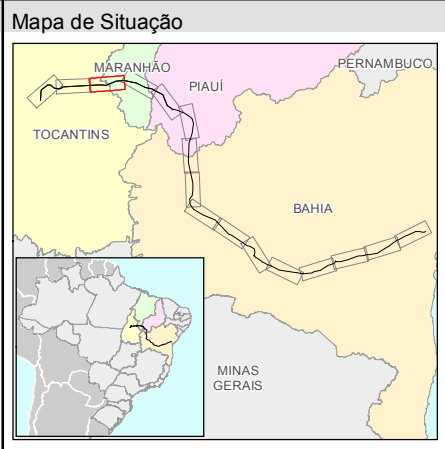 Mapa de Situação
MARANHÃO
PERNAMBUCO
PIAUÍ
TOCANTINS
BAHIA
MINAS
GERAIS